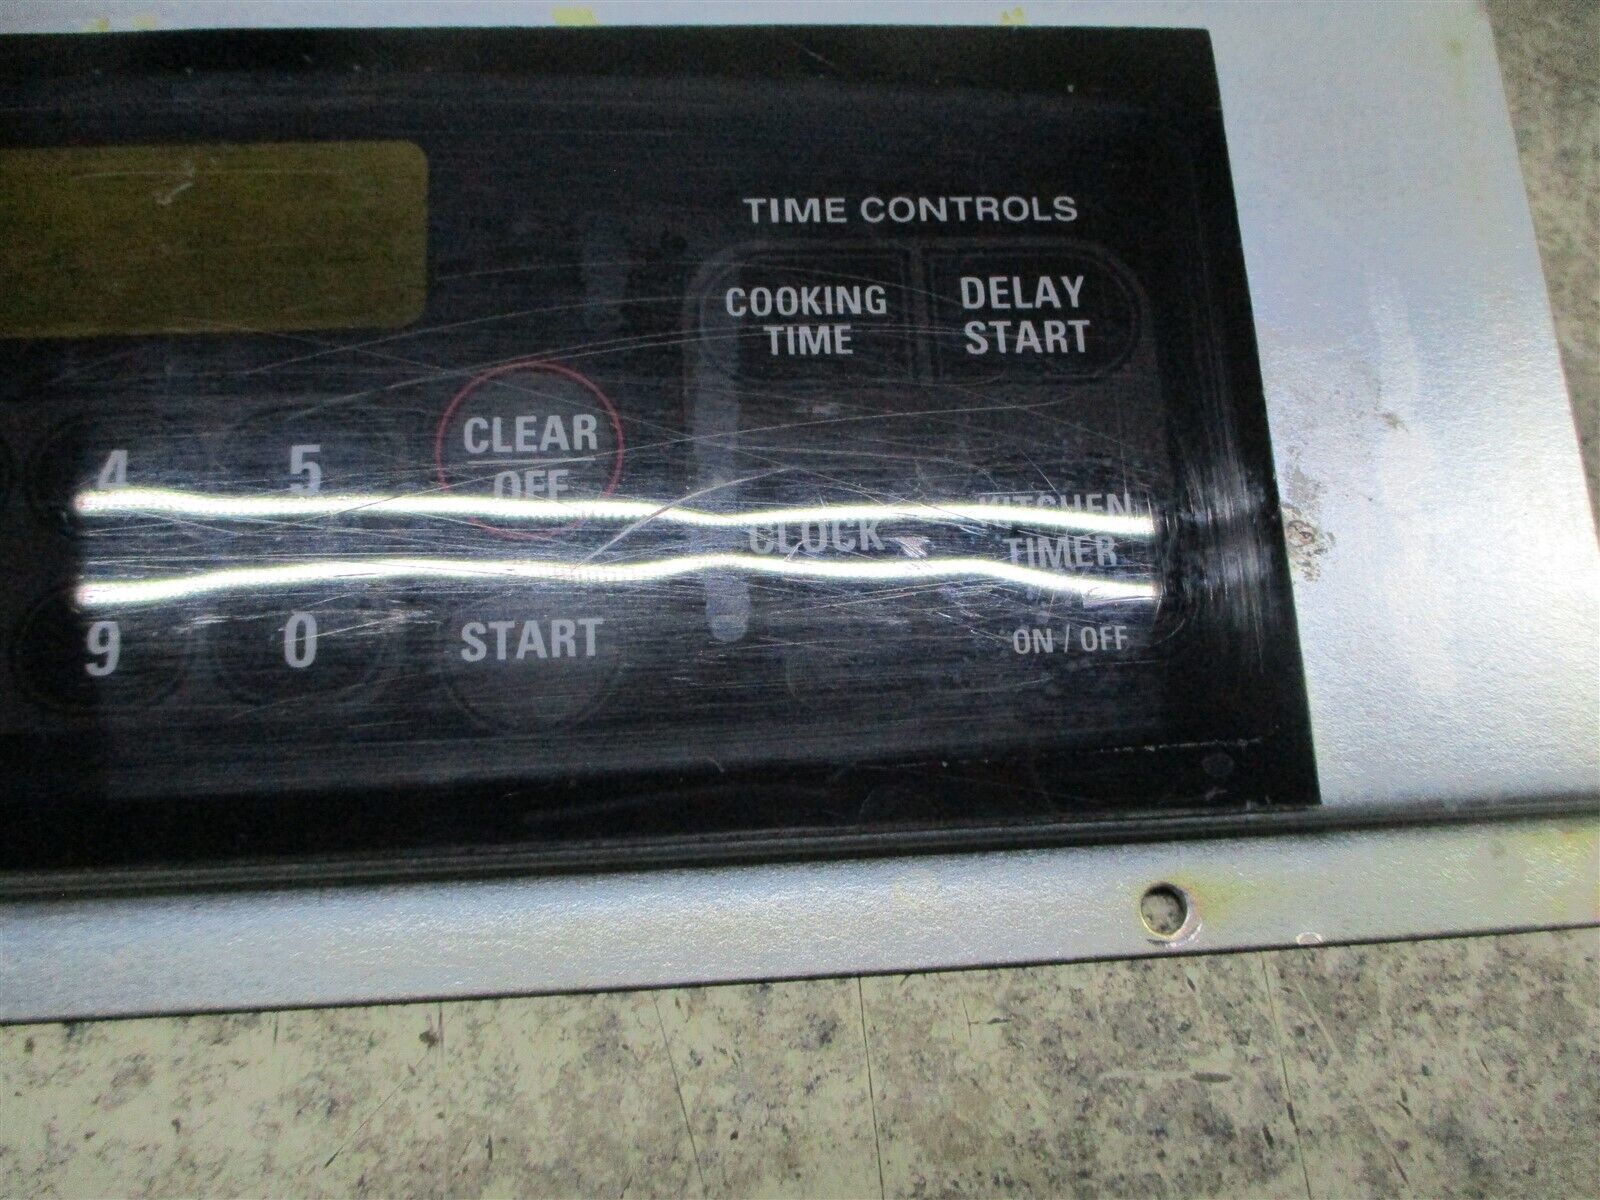 TIME CONTROLS
COOKING
TIME
DELAY
START
4
5
CLEAR
OFF
CLOCK
KITCHEN
TIMER
9
0
START
ON / OFF